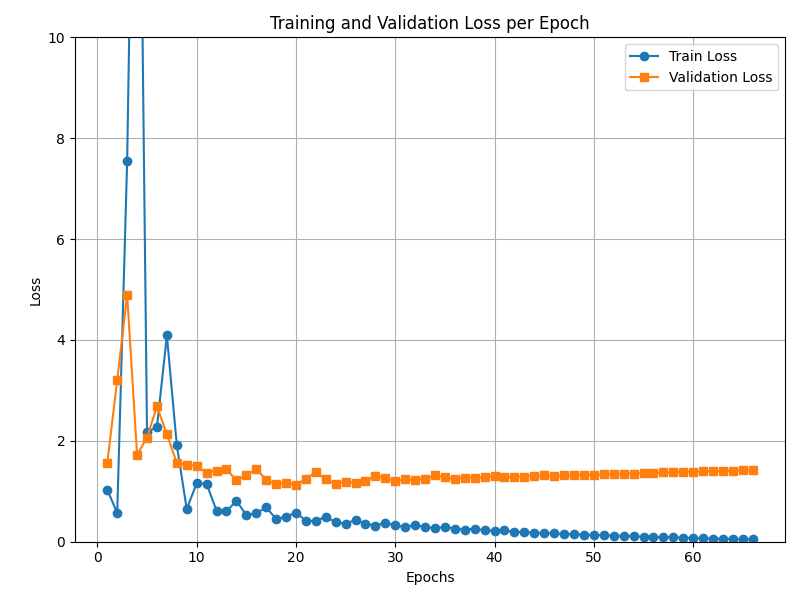 Training and Validation Loss per Epoch
Train Loss
Validation Loss
10
8
6
4
2
0
Loss
0 10 20 30 40 50 60
Epochs